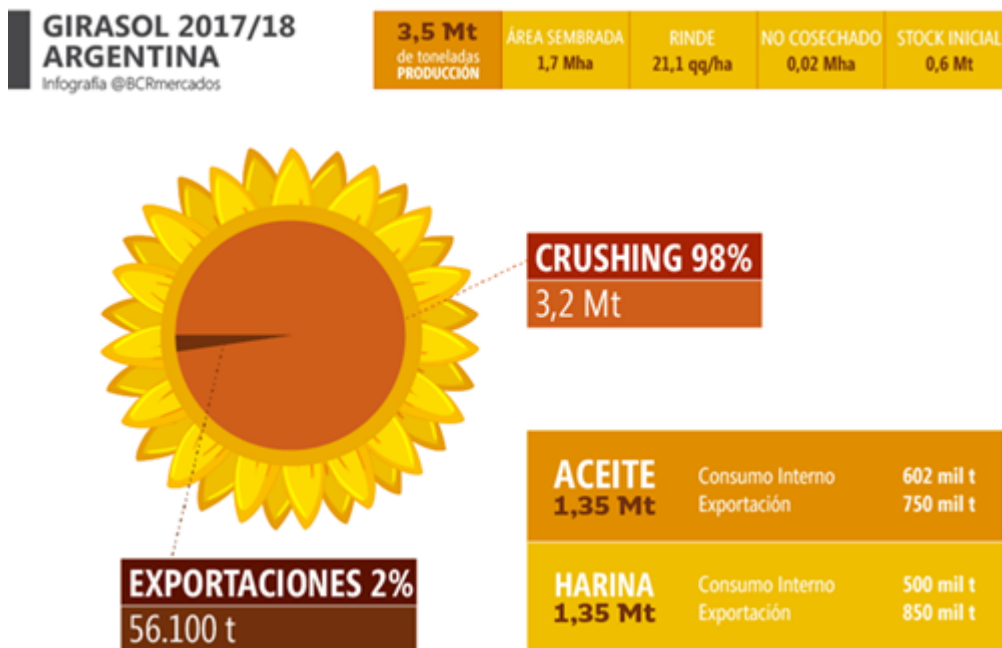 GIRASOL 2017/18
ARGENTINA
Infografía @BCRmercados
3,5 Mt
de toneladas
PRODUCCIÓN
ÁREA SEMBRADA
1,7 Mha
RINDE
21,1 qq/ha
NO COSECHADO
0,02 Mha
STOCK INICIAL
0,6 Mt
CRUSHING 98%
3,2 Mt
EXPORTACIONES 2%
56.100 t
ACEITE
1,35 Mt
Consumo Interno 602 mil t
Exportación 750 mil t
HARINA
1,35 Mt
Consumo Interno 500 mil t
Exportación 850 mil t